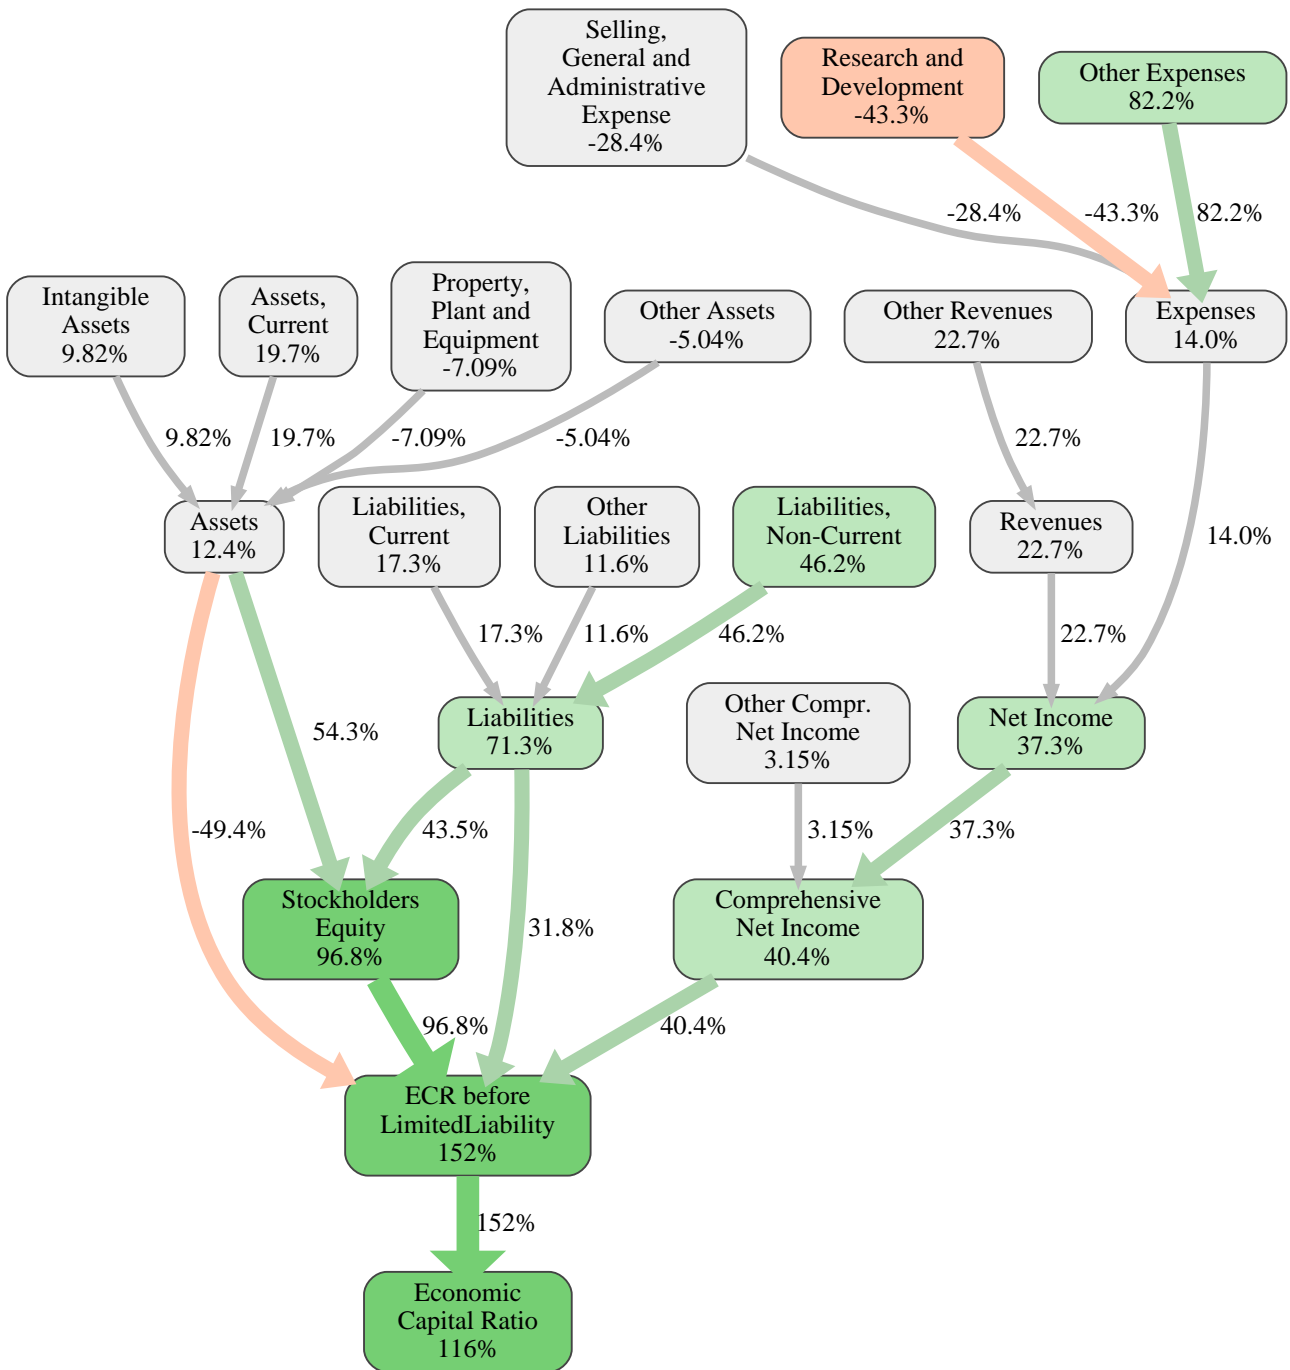 Selling,
General and
Administrative
Expense
-28.4%
Research and
Development
-43.3%
Other Expenses
82.2%
-28.4%
-43.3%
82.2%
Intangible
Assets
9.82%
Assets,
Current
19.7%
Property,
Plant and
Equipment
-7.09%
Other Assets
-5.04%
Other Revenues
22.7%
Expenses
14.0%
9.82%
19.7%
-7.09%
-5.04%
22.7%
Assets
12.4%
Liabilities,
Current
17.3%
Other
Liabilities
11.6%
Liabilities,
Non-Current
46.2%
Revenues
22.7%
14.0%
17.3%
11.6%
46.2%
22.7%
54.3%
Liabilities
71.3%
Other Compr.
Net Income
3.15%
Net Income
37.3%
-49.4%
43.5%
3.15%
37.3%
Stockholders
Equity
96.8%
31.8%
Comprehensive
Net Income
40.4%
96.8%
40.4%
ECR before
LimitedLiability
152%
152%
Economic
Capital Ratio
116%